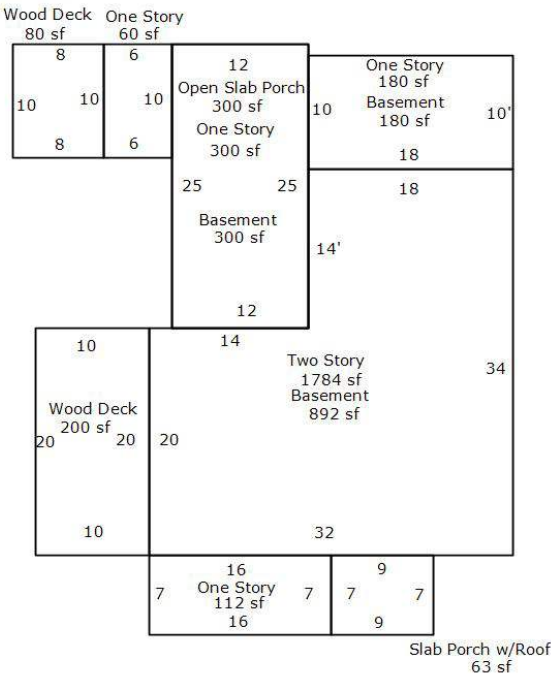 Wood Deck
80 sf
One Story
60 sf
8
6
12
10
10
10
8
6
Open Slab Porch
300 sf
One Story
300 sf
25
25
Basement
300 sf
12
One Story
180 sf
Basement
180 sf
10
10'
18
18
14'
14
34
Two Story
1784 sf
Basement
892 sf
10
Wood Deck
200 sf
20
20
20
10
32
16
One Story
112 sf
7
7
16
9
7
7
9
Slab Porch w/Roof
63 sf